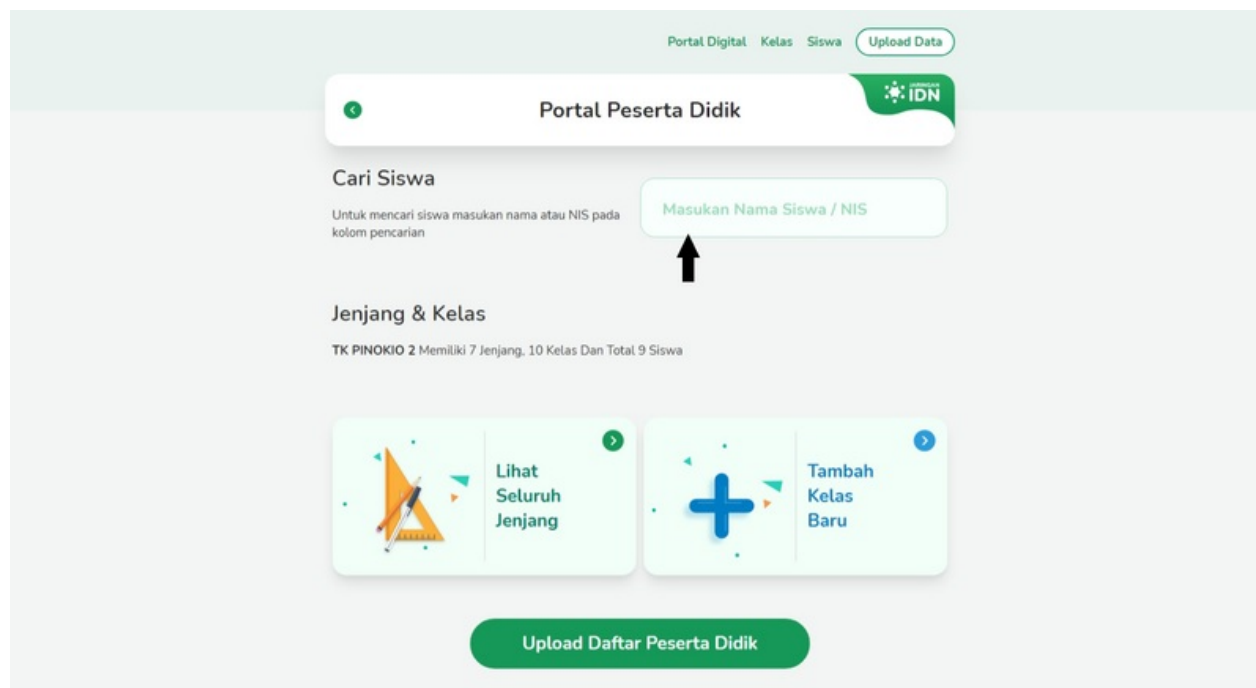 Portal Digital Kelas Siswa Upload Data
Portal Peserta Didik
JARINGAN
IDN
Cari Siswa
Untuk mencari siswa masukan nama atau NIS pada
kolom pencarian
Masukan Nama Siswa / NIS
Jenjang & Kelas
TK PINOKIO 2 Memiliki 7 Jenjang, 10 Kelas Dan Total 9 Siswa
Lihat
Seluruh
Jenjang
Tambah
Kelas
Baru
Upload Daftar Peserta Didik